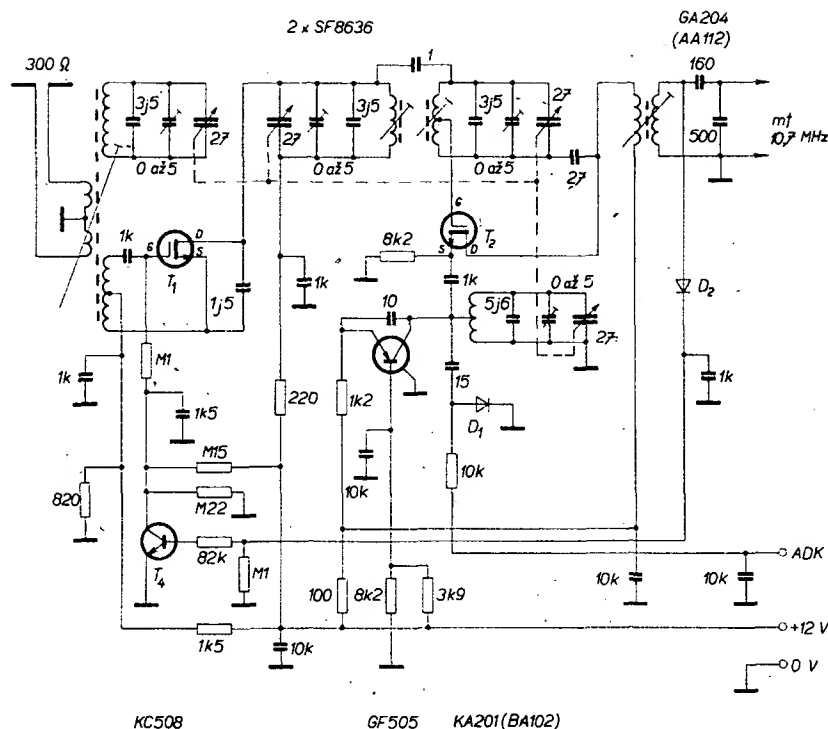 2 x SF8636
GA204
(AA112)
300 Ω
1
160
3j5
27
3j5
3j5
27
500
mf
10,7 MHz
0 až 5
0 až 5
0 až 5
27
1k
G
D
S
T1
1j5
1k
8k2
G
S
D
T2
1k
10
5j6
0 až 5
27
D2
1k
M1
1k
1k5
220
1k2
15
D1
M15
10k
10k
M22
820
82k
T4
M1
100
8k2
3k9
10k
10k
ADK
1k5
10k
+12 V
0 V
KC508
GF505
KA201 (BA102)